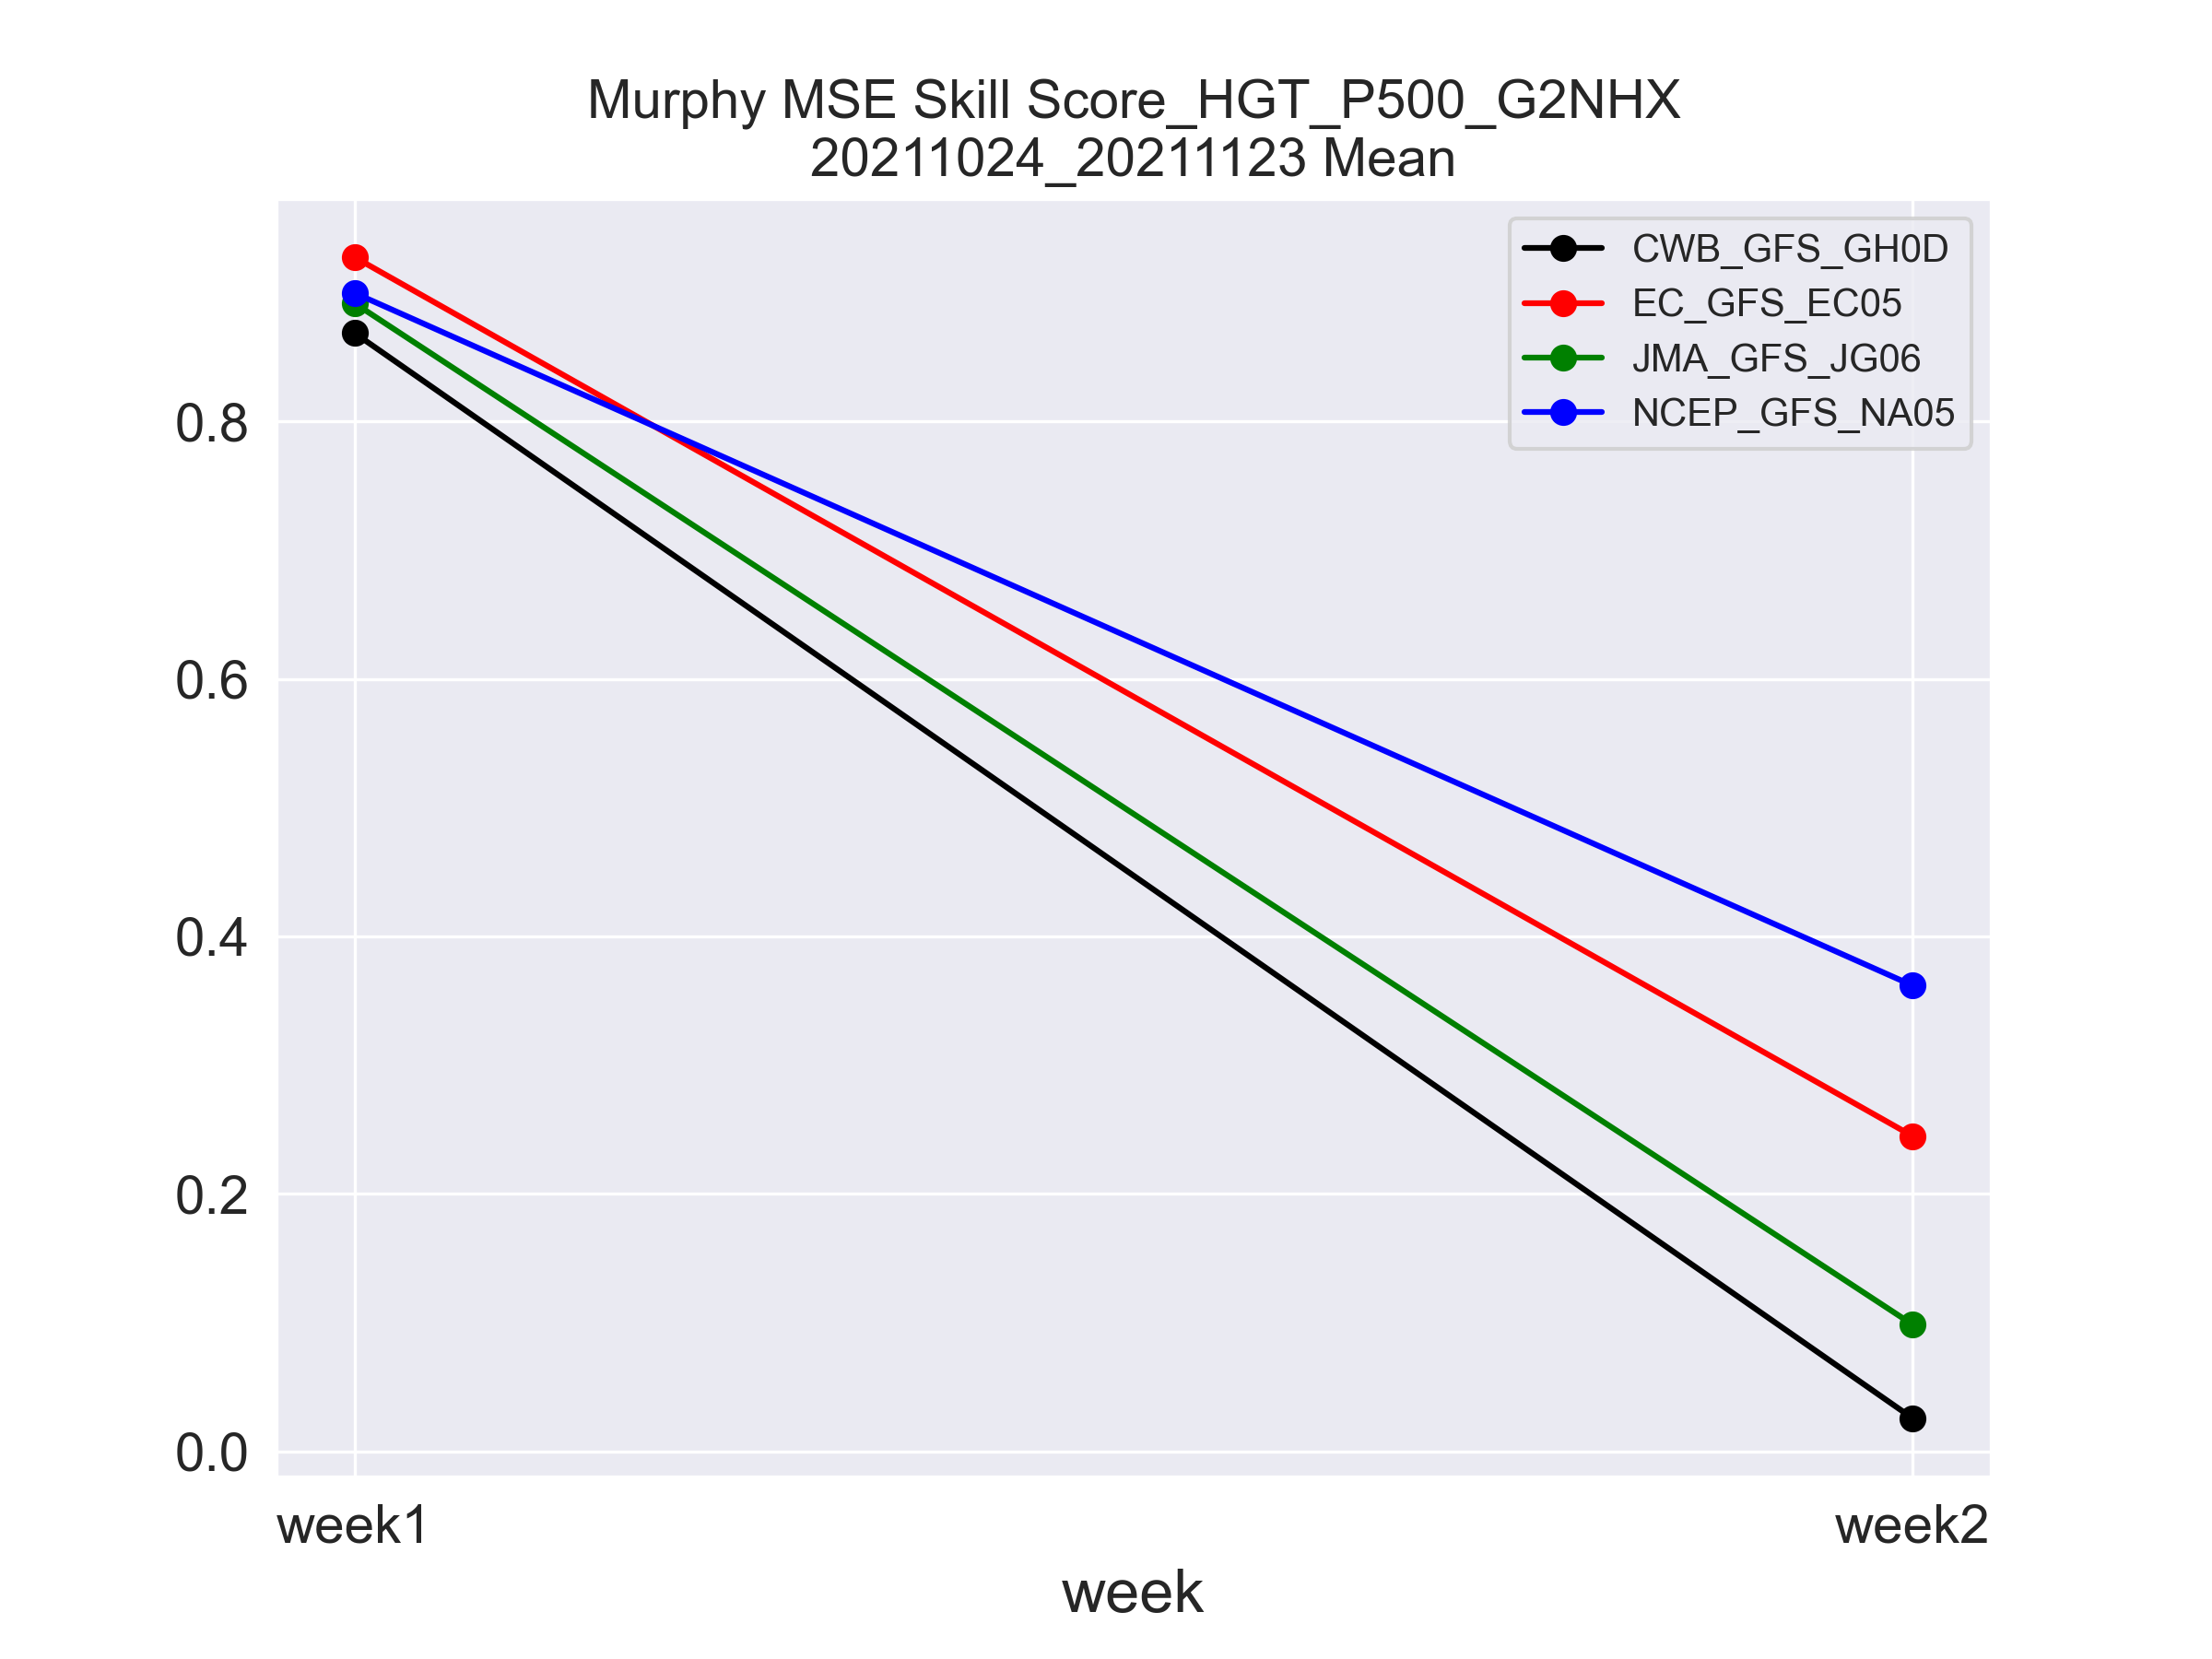 Murphy MSE Skill Score_HGT_P500_G2NHX
20211024_20211123 Mean
CWB_GFS_GH0D
EC_GFS_EC05
JMA_GFS_JG06
NCEP_GFS_NA05
0.8
0.6
0.4
0.2
0.0
week1
week2
week